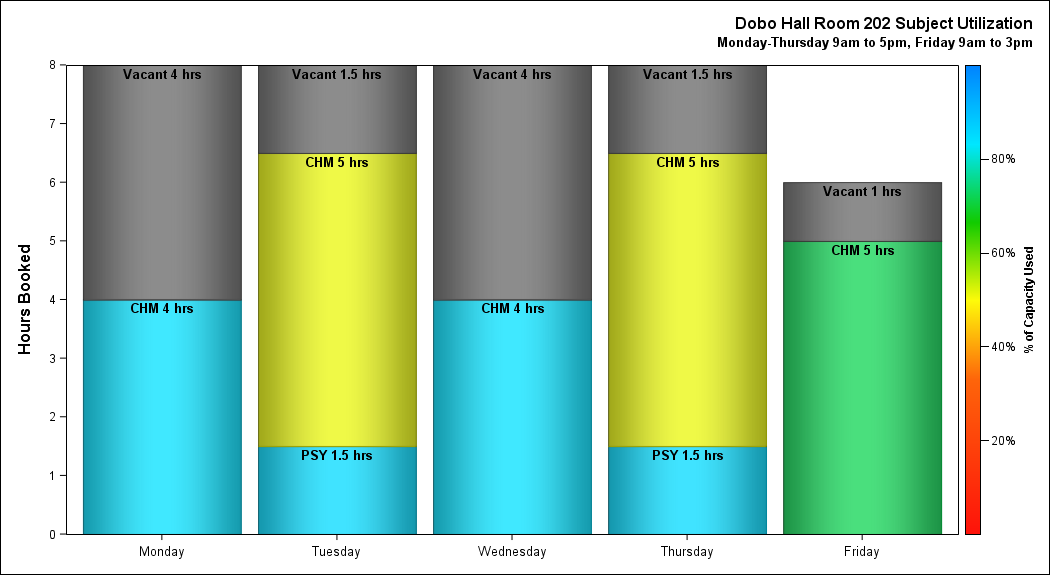 Dobo Hall Room 202 Subject Utilization
Monday-Thursday 9am to 5pm, Friday 9am to 3pm
Hours Booked
8
7
6
5
4
3
2
1
0
Vacant 4 hrs
CHM 4 hrs
Vacant 1.5 hrs
CHM 5 hrs
PSY 1.5 hrs
Vacant 4 hrs
CHM 4 hrs
Vacant 1.5 hrs
CHM 5 hrs
PSY 1.5 hrs
Vacant 1 hrs
CHM 5 hrs
Monday
Tuesday
Wednesday
Thursday
Friday
80%
60%
40%
20%
% of Capacity Used